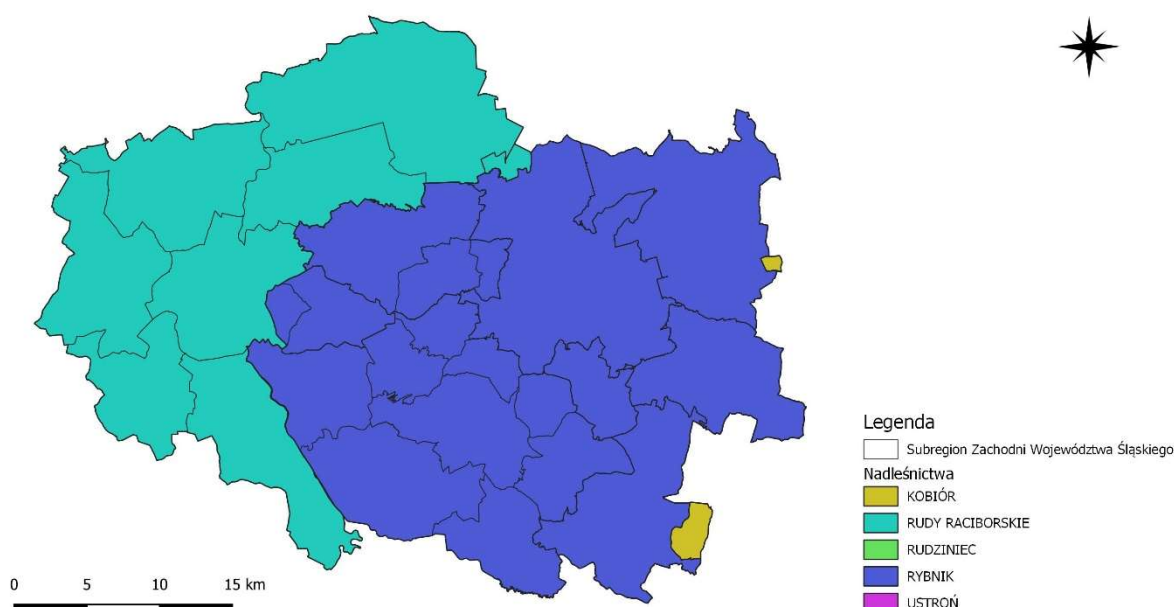 Legenda
Subregion Zachodni Województwa Śląskiego
Nadleśnictwa
KOBIÓR
RUDY RACIBORSKIE
RUDZINIEC
RYBNIK
USTROŃ
0 5 10 15 km